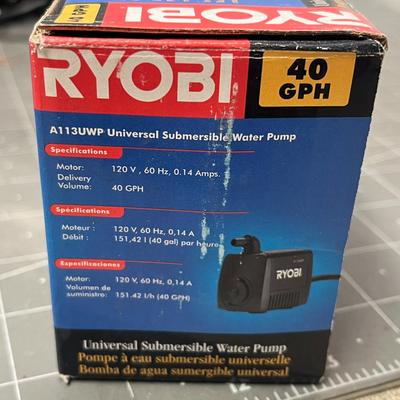 RYOBI
40
GPH
RYOBI
40
GPH
A113UWP Universal Submersible Water Pump
Specifications
Motor: 120 V , 60 Hz, 0.14 Amps.
Delivery
Volume: 40 GPH
Spécifications
Moteur : 120 V, 60 Hz, 0,14 A
Débit : 151,42 l (40 gal) par heure
Especificaciones
Motor: 120 V, 60 Hz, 0,14 A
Volumen de
suministro: 151.42 l/h (40 GPH)
RYOBI
Universal Submersible Water Pump
Pompe à eau submersible universelle
Bomba de agua sumergible universal